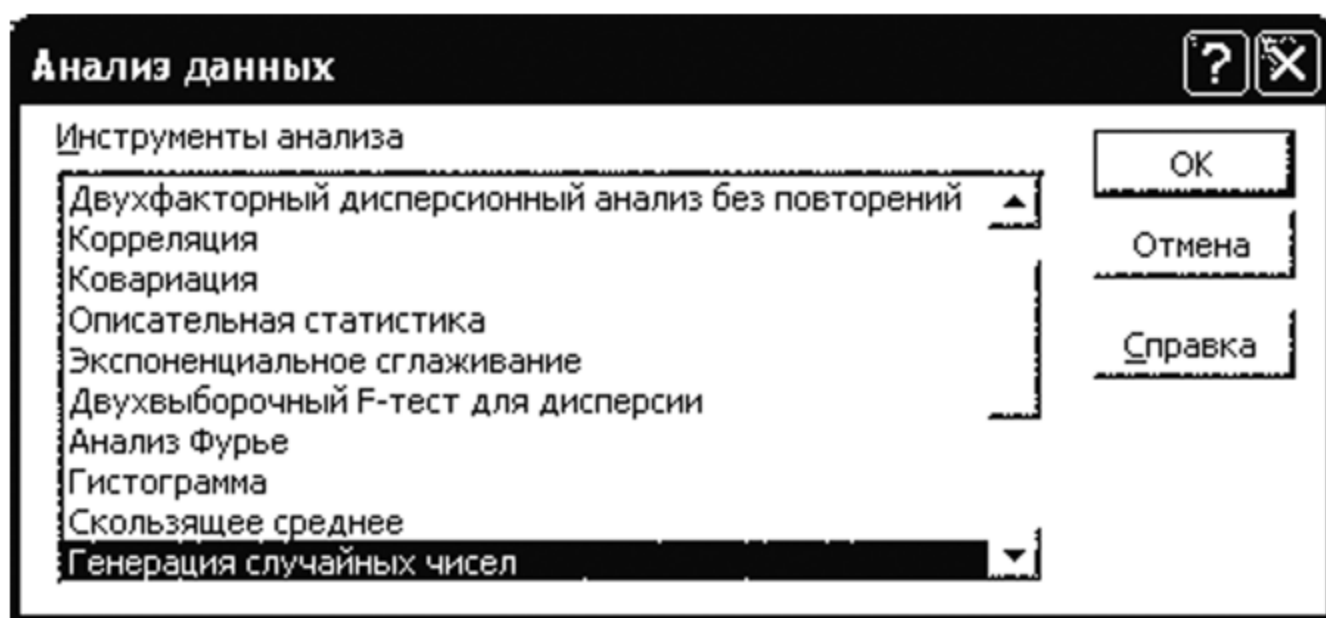 Анализ данных
Инструменты анализа
Двухфакторный дисперсионный анализ без повторений
Корреляция
Ковариация
Описательная статистика
Экспоненциальное сглаживание
Двухвыборочный F-тест для дисперсии
Анализ Фурье
Гистограмма
Скользящее среднее
Генерация случайных чисел
OK
Отмена
Справка